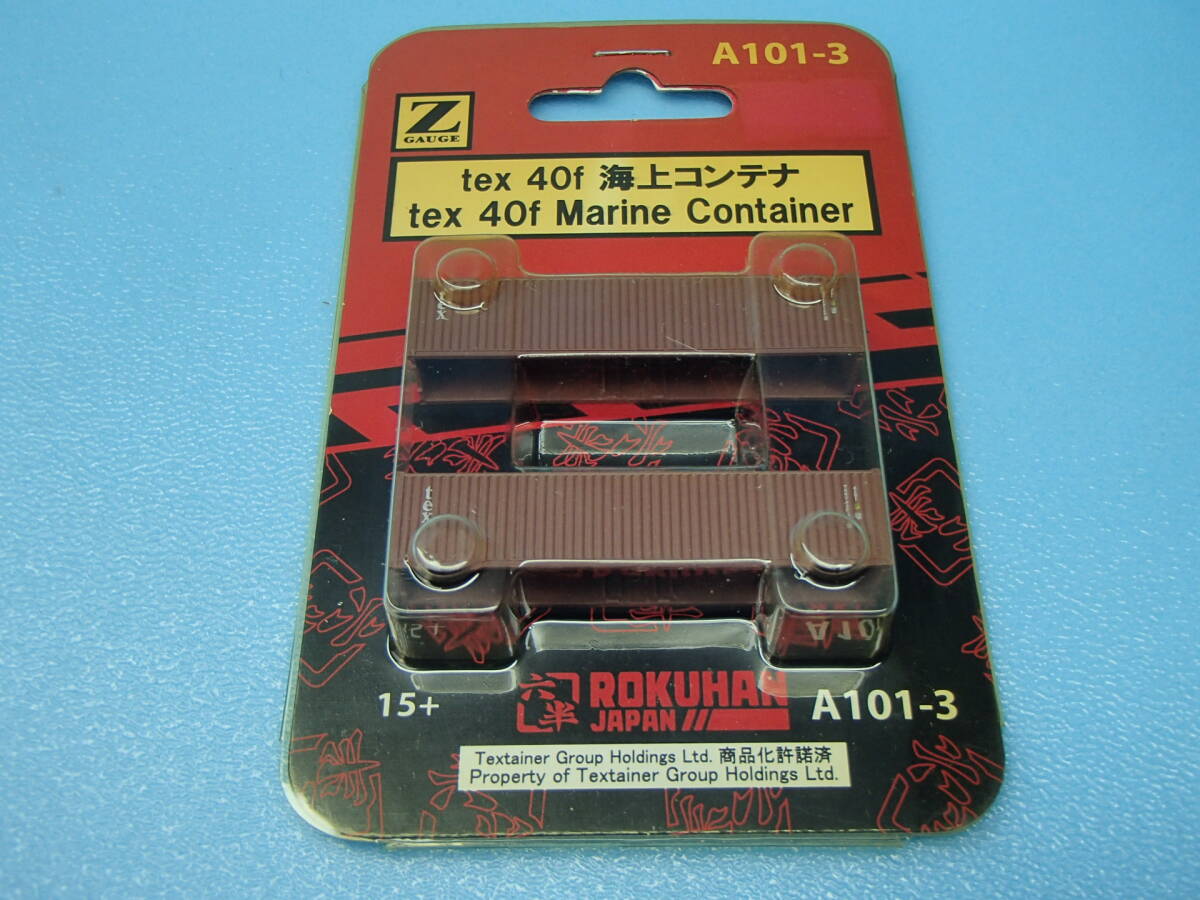 A101-3
Z
GAUGE
tex 40f 海上コンテナ
tex 40f Marine Container
tex
tex
15+
六半
ROKUHAN
JAPAN
A101-3
Textainer Group Holdings Ltd. 商品化許諾済
Property of Textainer Group Holdings Ltd.